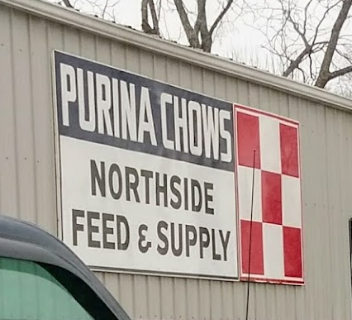 PURINA CHOWS
NORTHSIDE
FEED & SUPPLY